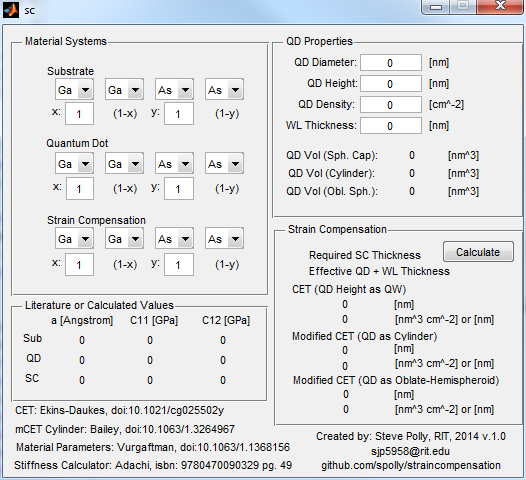 sc
Material Systems
Substrate
Ga Ga As As
x: 1 (1-x) y: 1 (1-y)
Quantum Dot
Ga Ga As As
x: 1 (1-x) y: 1 (1-y)
Strain Compensation
Ga Ga As As
x: 1 (1-x) y: 1 (1-y)
Literature or Calculated Values
a [Angstrom] C11 [GPa] C12 [GPa]
Sub 0 0 0
QD 0 0 0
SC 0 0 0
CET: Ekins-Daukes, doi:10.1021/cg025502y
mCET Cylinder: Bailey, doi:10.1063/1.3264967
Material Parameters: Vurgaftman, doi:10.1063/1.1368156
Stiffness Calculator: Adachi, isbn: 9780470090329 pg. 49
QD Properties
QD Diameter: 0 [nm]
QD Height: 0 [nm]
QD Density: 0 [cm^-2]
WL Thickness: 0 [nm]
QD Vol (Sph. Cap): 0 [nm^3]
QD Vol (Cylinder): 0 [nm^3]
QD Vol (Obl. Sph.): 0 [nm^3]
Strain Compensation
Required SC Thickness Calculate
Effective QD + WL Thickness
CET (QD Height as QW)
0 [nm]
0 [nm^3 cm^-2] or [nm]
Modified CET (QD as Cylinder)
0 [nm]
0 [nm^3 cm^-2] or [nm]
Modified CET (QD as Oblate-Hemispheroid)
0 [nm]
0 [nm^3 cm^-2] or [nm]
Created by: Steve Polly, RIT, 2014 v.1.0
sjp5958@rit.edu
github.com/spolly/straincompensation